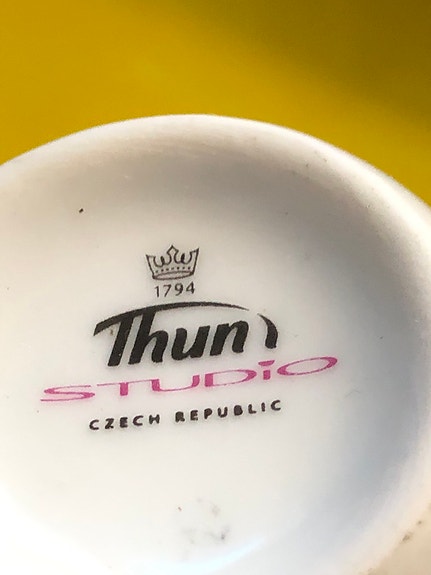 1794
Thun
STUDiO
CZECH REPUBLIC